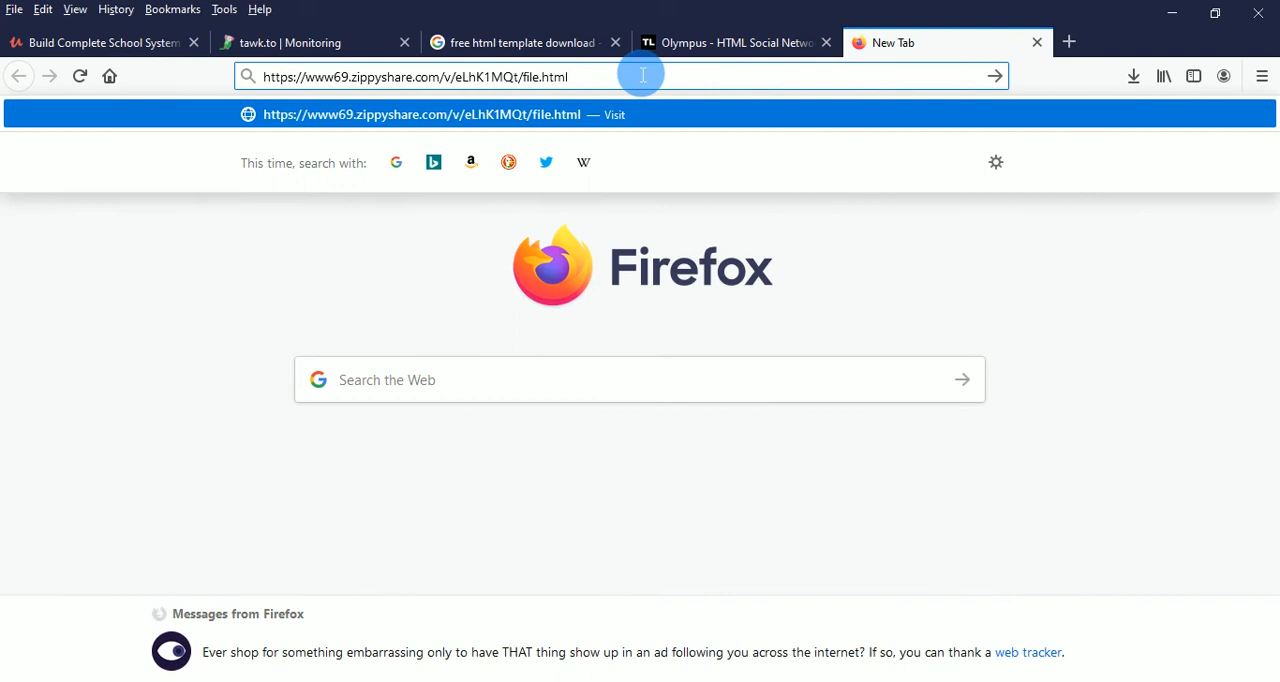 File Edit View History Bookmarks Tools Help
Build Complete School System
tawk.to | Monitoring
free html template download -
TL Olympus - HTML Social Netwo
New Tab
https://www69.zippyshare.com/v/eLhK1MQt/file.html
https://www69.zippyshare.com/v/eLhK1MQt/file.html — Visit
This time, search with:
Firefox
Search the Web
Messages from Firefox
Ever shop for something embarrassing only to have THAT thing show up in an ad following you across the internet? If so, you can thank a web tracker.